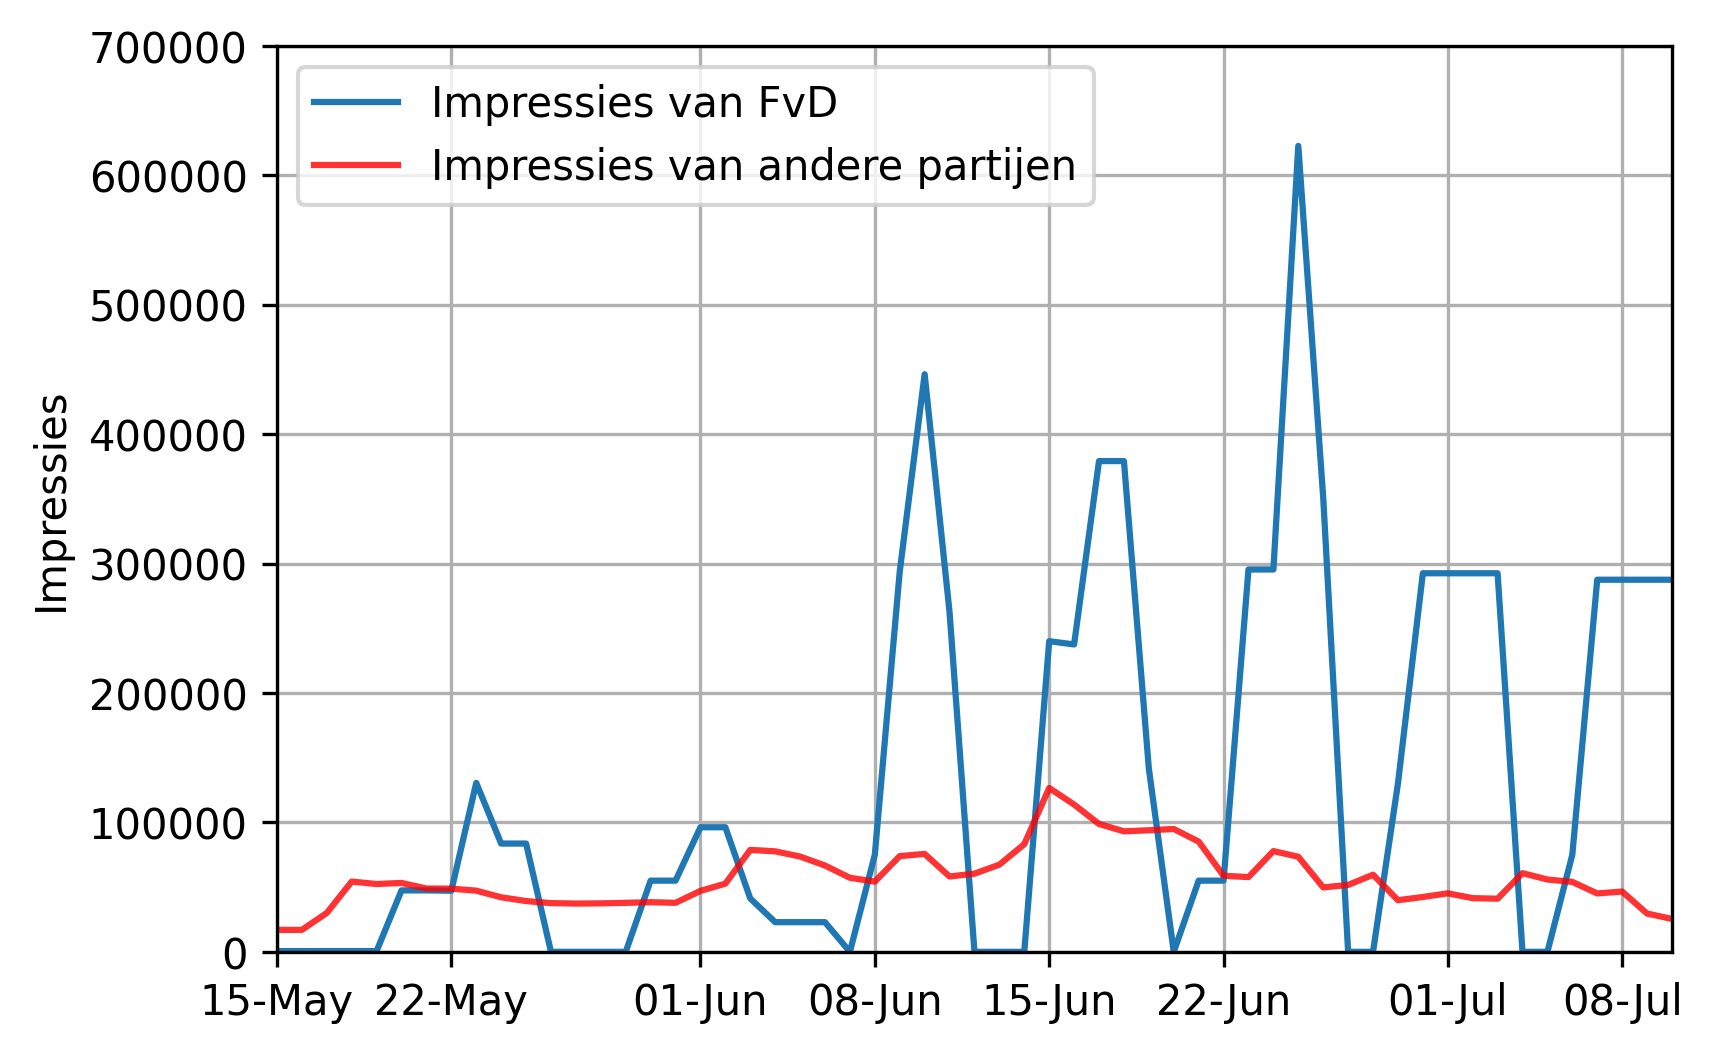 700000
600000
500000
400000
300000
200000
100000
0
Impressies
Impressies van FvD
Impressies van andere partijen
15-May 22-May 01-Jun 08-Jun 15-Jun 22-Jun 01-Jul 08-Jul